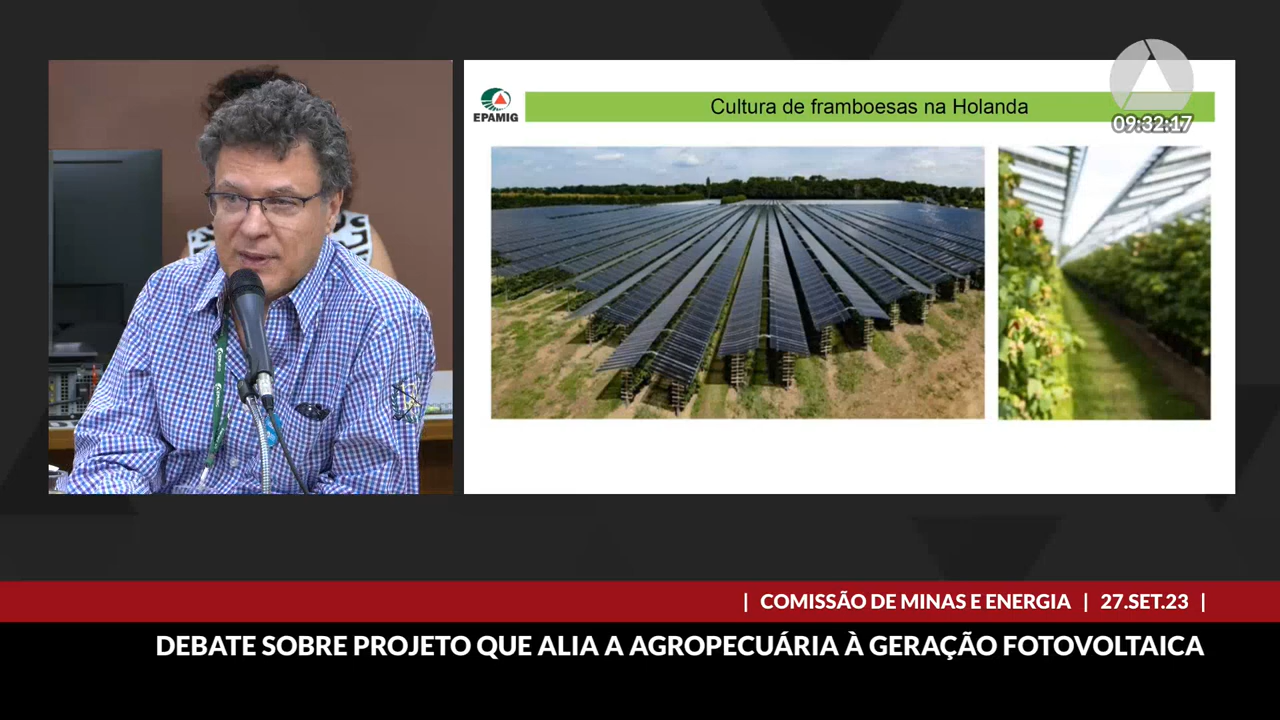 EPAMIG
Cultura de framboesas na Holanda
09:32:17
| COMISSÃO DE MINAS E ENERGIA | 27.SET.23 |
DEBATE SOBRE PROJETO QUE ALIA A AGROPECUÁRIA À GERAÇÃO FOTOVOLTAICA